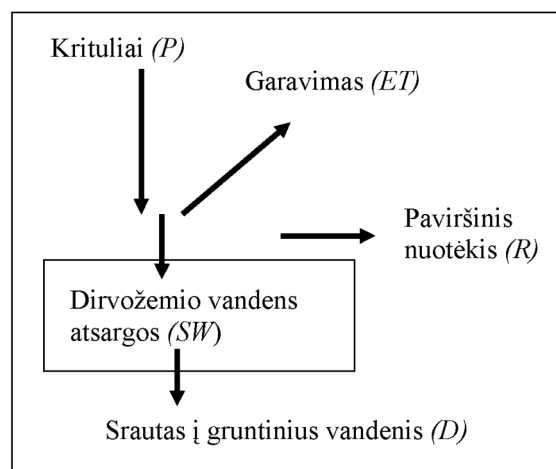 Krituliai (P)
Garavimas (ET)
Paviršinis
nuotėkis (R)
Dirvožemio vandens
atsargos (SW)
Srautas į gruntinius vandenis (D)